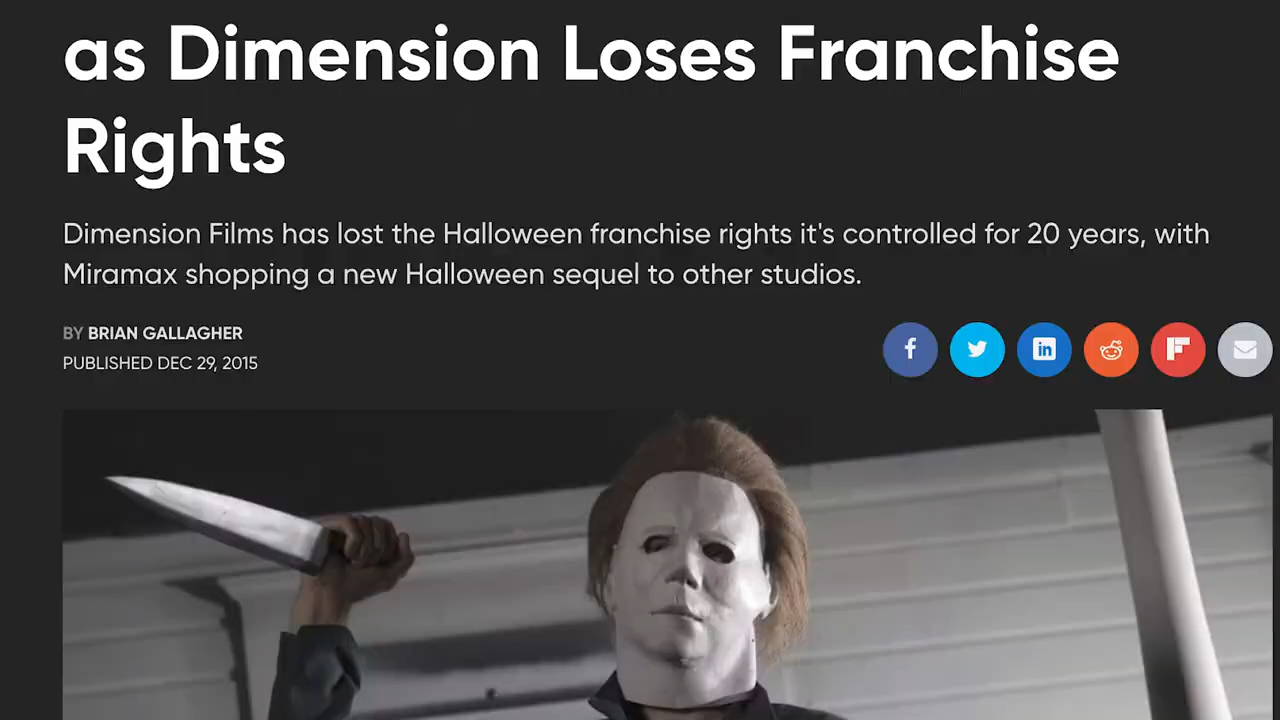 as Dimension Loses Franchise
Rights
Dimension Films has lost the Halloween franchise rights it's controlled for 20 years, with
Miramax shopping a new Halloween sequel to other studios.
BY BRIAN GALLAGHER
PUBLISHED DEC 29, 2015